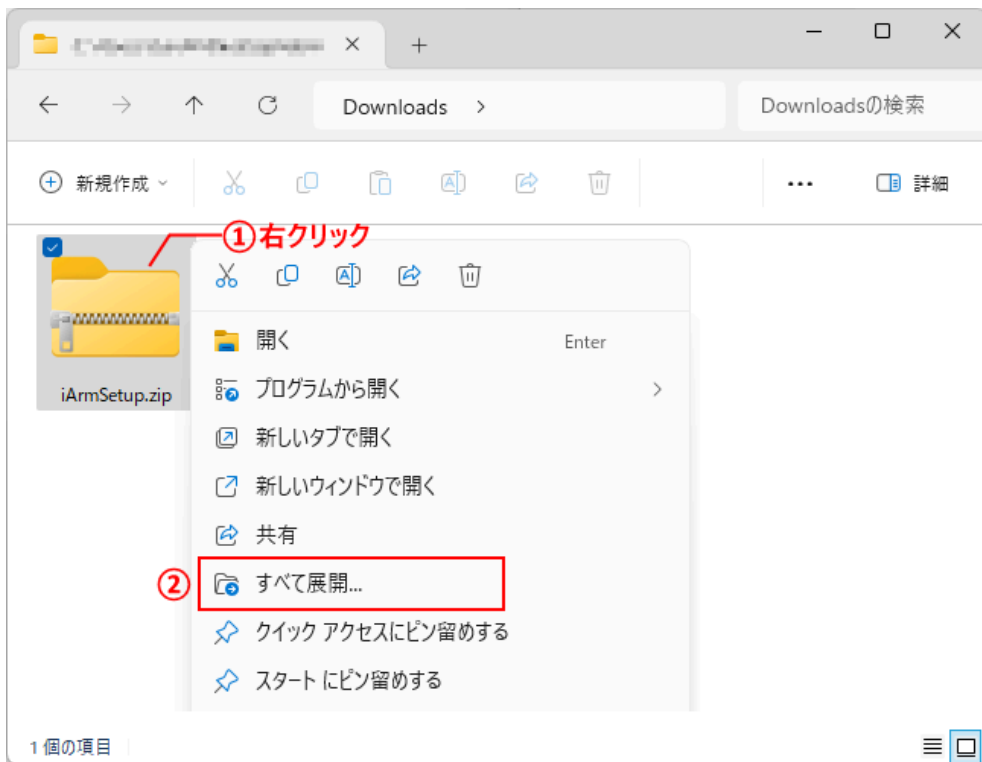 Downloads
Downloadsの検索
新規作成
詳細
①右クリック
iArmSetup.zip
開く Enter
プログラムから開く
新しいタブで開く
新しいウィンドウで開く
共有
② すべて展開...
クイック アクセスにピン留めする
スタート にピン留めする
1 個の項目